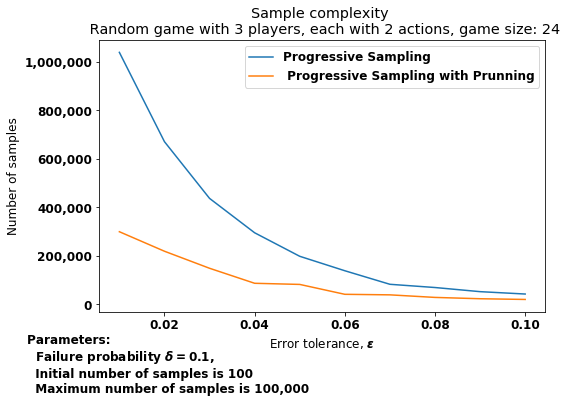 Sample complexity
Random game with 3 players, each with 2 actions, game size: 24
Progressive Sampling
Progressive Sampling with Prunning
1,000,000
800,000
600,000
400,000
200,000
0
Number of samples
0.02 0.04 0.06 0.08 0.10
Error tolerance, ε
Parameters:
Failure probability δ = 0.1,
Initial number of samples is 100
Maximum number of samples is 100,000